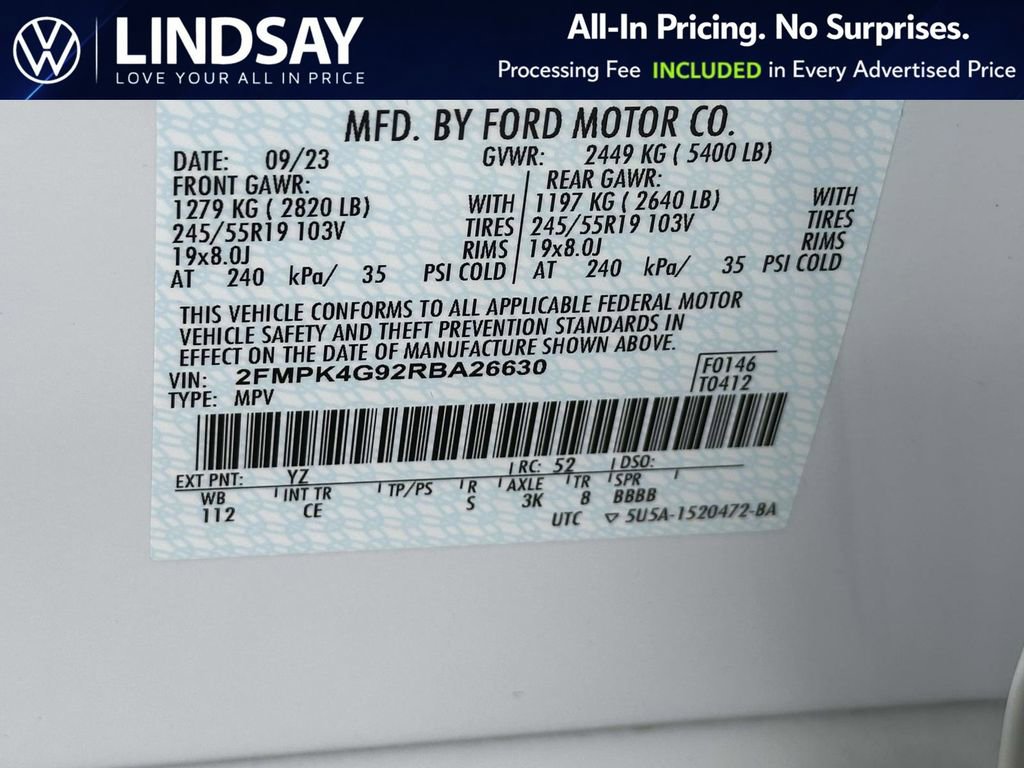 LINDSAY
LOVE YOUR ALL IN PRICE
All-In Pricing. No Surprises.
Processing Fee INCLUDED in Every Advertised Price
MFD. BY FORD MOTOR CO.
DATE: 09/23 GVWR: 2449 KG ( 5400 LB)
FRONT GAWR: REAR GAWR:
1279 KG ( 2820 LB) WITH 1197 KG ( 2640 LB) WITH
245/55R19 103V TIRES 245/55R19 103V TIRES
19x8.0J RIMS 19x8.0J RIMS
AT 240 kPa/ 35 PSI COLD AT 240 kPa/ 35 PSI COLD
THIS VEHICLE CONFORMS TO ALL APPLICABLE FEDERAL MOTOR
VEHICLE SAFETY AND THEFT PREVENTION STANDARDS IN
EFFECT ON THE DATE OF MANUFACTURE SHOWN ABOVE.
VIN: 2FMPK4G92RBA26630 F0146
TYPE: MPV T0412
EXT PNT: YZ RC: 52 DSO:
WB INT TR TP/PS R AXLE TR SPR
112 CE S 3K 8 BBBB
UTC ▽ 5U5A-1520472-BA